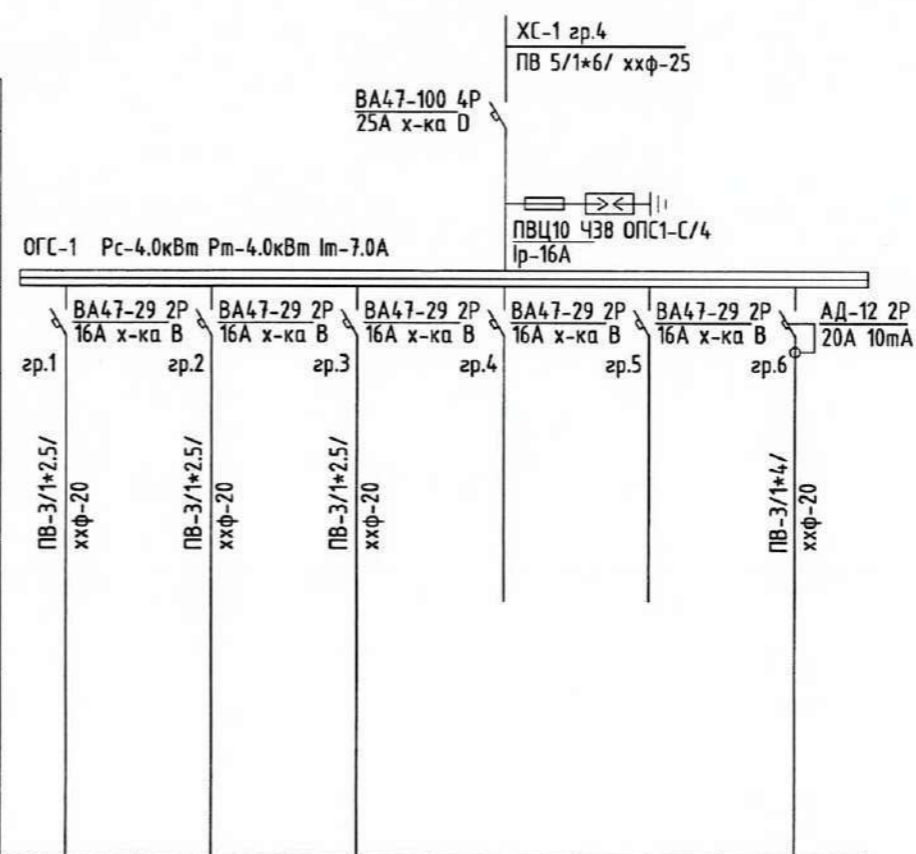 ХС-1 гр.4
ПВ 5/1*6/ ххф-25
ВА47-100 4Р
25А х-ка D
ПВЦ10 Ч38 ОПС1-С/4
Iр-16А
ОГС-1 Рс-4.0кВт Рт-4.0кВт Iт-7.0А
ВА47-29 2Р
16А х-ка В
ВА47-29 2Р
16А х-ка В
ВА47-29 2Р
16А х-ка В
ВА47-29 2Р
16А х-ка В
ВА47-29 2Р
16А х-ка В
АД-12 2Р
20А 10mA
гр.1
гр.2
гр.3
гр.4
гр.5
гр.6
ПВ-3/1*2.5/
ххф-20
ПВ-3/1*2.5/
ххф-20
ПВ-3/1*2.5/
ххф-20
ПВ-3/1*4/
ххф-20